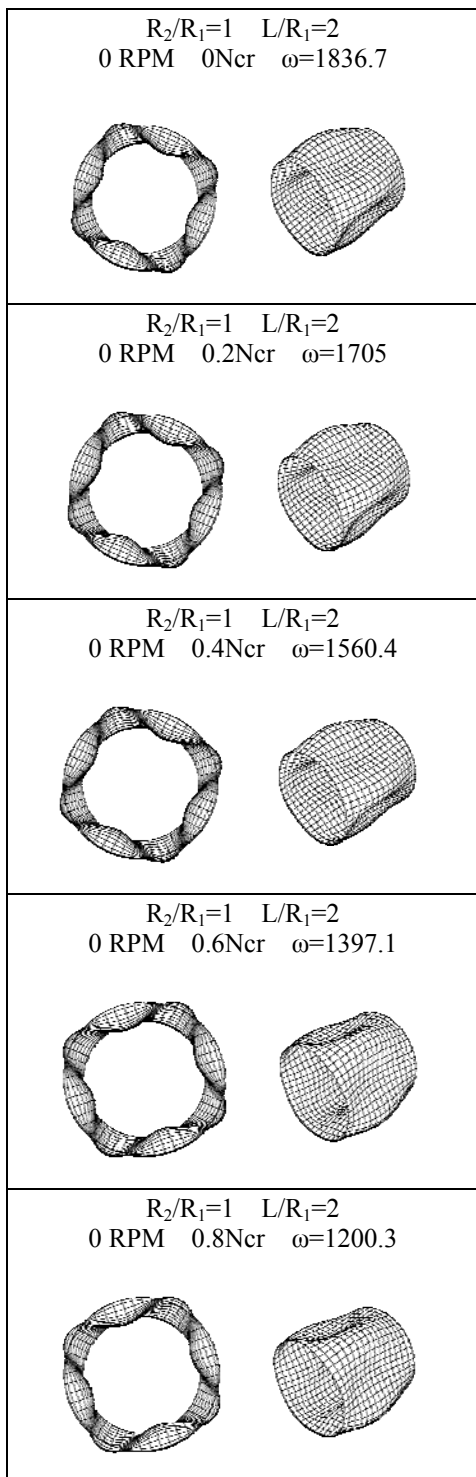 R₂/R₁=1 L/R₁=2
0 RPM 0Ncr ω=1836.7
R₂/R₁=1 L/R₁=2
0 RPM 0.2Ncr ω=1705
R₂/R₁=1 L/R₁=2
0 RPM 0.4Ncr ω=1560.4
R₂/R₁=1 L/R₁=2
0 RPM 0.6Ncr ω=1397.1
R₂/R₁=1 L/R₁=2
0 RPM 0.8Ncr ω=1200.3